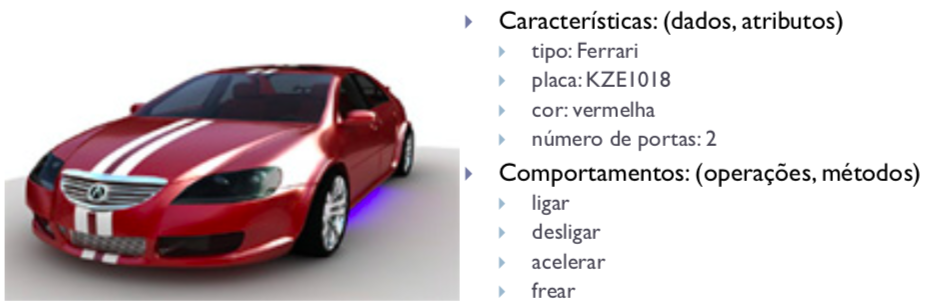 Características: (dados, atributos)
tipo: Ferrari
placa: KZE1018
cor: vermelha
número de portas: 2
Comportamentos: (operações, métodos)
ligar
desligar
acelerar
frear